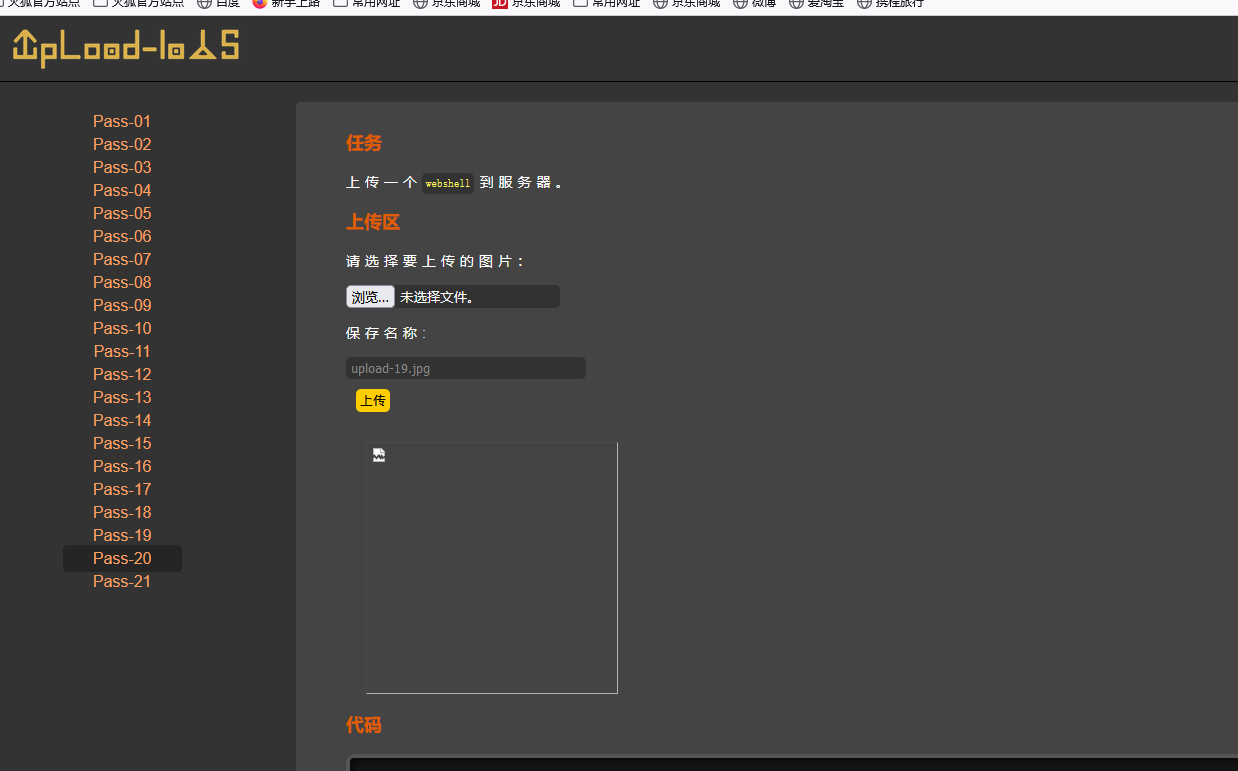 火狐官方站点 火狐官方站点 百度 新手上路 常用网址 京东商城 JD 京东商城 常用网址 京东商城 微博 爱淘宝 携程旅行
UpLoad-labs
Pass-01
Pass-02
Pass-03
Pass-04
Pass-05
Pass-06
Pass-07
Pass-08
Pass-09
Pass-10
Pass-11
Pass-12
Pass-13
Pass-14
Pass-15
Pass-16
Pass-17
Pass-18
Pass-19
Pass-20
Pass-21
任务
上传一个 webshell 到服务器。
上传区
请选择要上传的图片：
浏览... 未选择文件。
保存名称:
upload-19.jpg
上传
代码